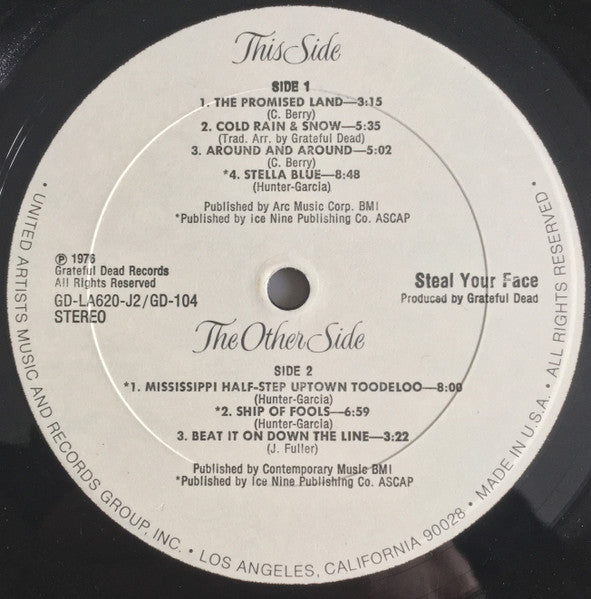 This Side
SIDE 1
1. THE PROMISED LAND—3:15
(C. Berry)
2. COLD RAIN & SNOW—5:35
(Trad. Arr. by Grateful Dead)
3. AROUND AND AROUND—5:02
(C. Berry)
*4. STELLA BLUE—8:48
(Hunter-Garcia)
Published by Arc Music Corp. BMI
*Published by Ice Nine Publishing Co. ASCAP
℗ 1976
Grateful Dead Records
All Rights Reserved
GD-LA620-J2/GD-104
STEREO
Steal Your Face
Produced by Grateful Dead
The Other Side
SIDE 2
*1. MISSISSIPPI HALF-STEP UPTOWN TOODELOO—8:00
(Hunter-Garcia)
*2. SHIP OF FOOLS—6:59
(Hunter-Garcia)
3. BEAT IT ON DOWN THE LINE—3:22
(J. Fuller)
Published by Contemporary Music BMI
*Published by Ice Nine Publishing Co. ASCAP
• UNITED ARTISTS MUSIC AND RECORDS GROUP, INC. • LOS ANGELES, CALIFORNIA 90028 • MADE IN U.S.A. • ALL RIGHTS RESERVED •